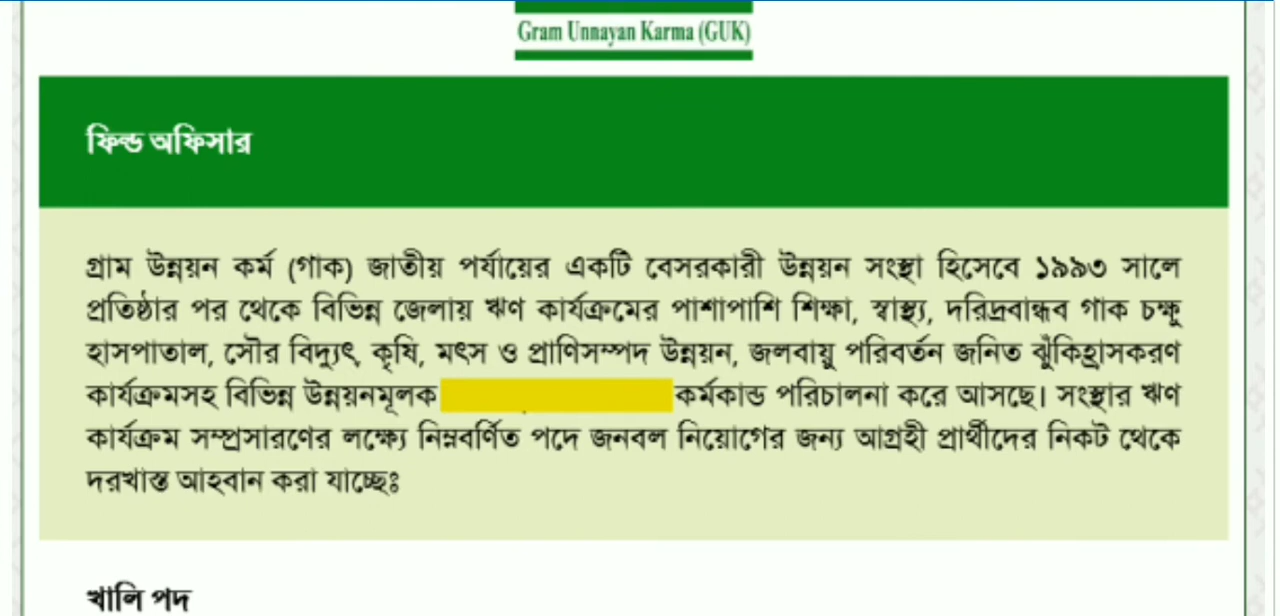 Gram Unnayan Karma (GUK)
ফিল্ড অফিসার
গ্রাম উন্নয়ন কর্ম (গাক) জাতীয় পর্যায়ের একটি বেসরকারী উন্নয়ন সংস্থা হিসেবে ১৯৯৩ সালে
প্রতিষ্ঠার পর থেকে বিভিন্ন জেলায় ঋণ কার্যক্রমের পাশাপাশি শিক্ষা, স্বাস্থ্য, দরিদ্রবান্ধব গাক চক্ষু
হাসপাতাল, সৌর বিদ্যুৎ, কৃষি, মৎস ও প্রাণিসম্পদ উন্নয়ন, জলবায়ু পরিবর্তন জনিত ঝুঁকিহ্রাসকরণ
কার্যক্রমসহ বিভিন্ন উন্নয়নমূলক কর্মকান্ড পরিচালনা করে আসছে। সংস্থার ঋণ
কার্যক্রম সম্প্রসারণের লক্ষ্যে নিম্নবর্ণিত পদে জনবল নিয়োগের জন্য আগ্রহী প্রার্থীদের নিকট থেকে
দরখাস্ত আহবান করা যাচ্ছেঃ
খালি পদ